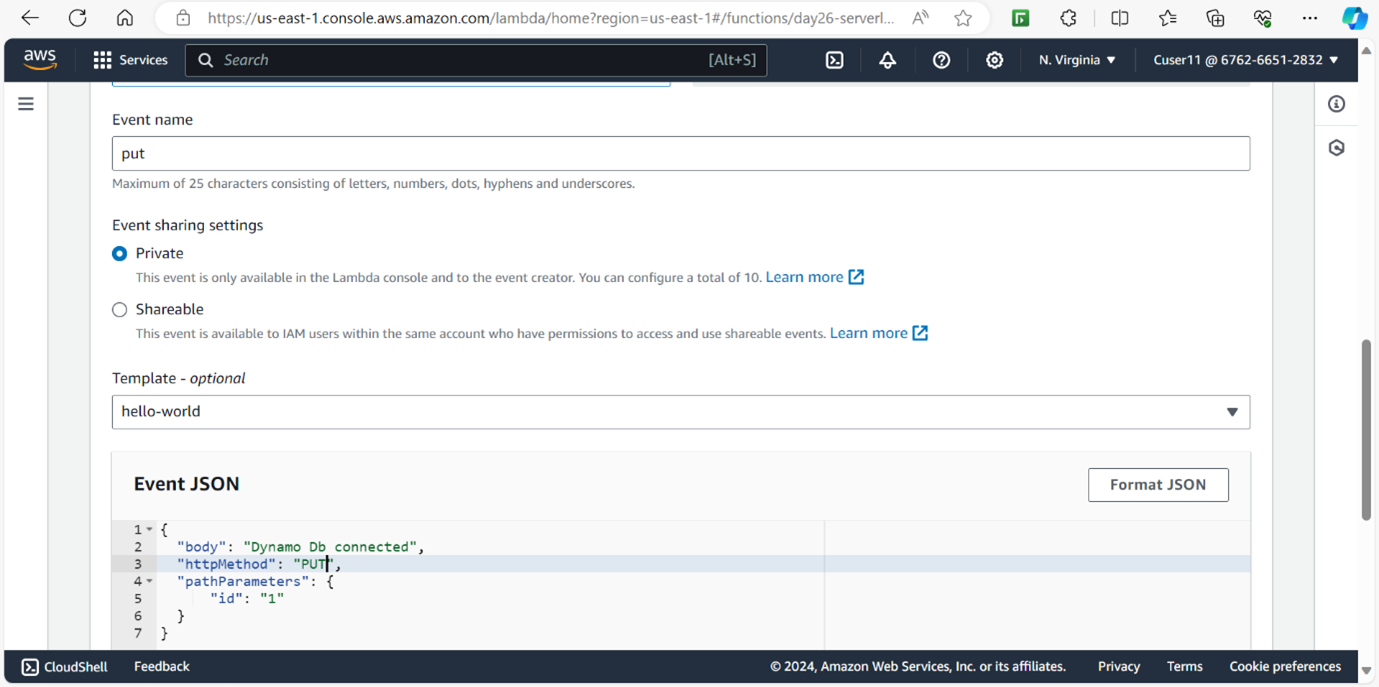 https://us-east-1.console.aws.amazon.com/lambda/home?region=us-east-1#/functions/day26-serverl...
aws Services Search [Alt+S] N. Virginia ▼ Cuser11 @ 6762-6651-2832 ▼
Event name
put
Maximum of 25 characters consisting of letters, numbers, dots, hyphens and underscores.
Event sharing settings
Private
This event is only available in the Lambda console and to the event creator. You can configure a total of 10. Learn more
Shareable
This event is available to IAM users within the same account who have permissions to access and use shareable events. Learn more
Template - optional
hello-world
Event JSON Format JSON
1 {
2 "body": "Dynamo Db connected",
3 "httpMethod": "PUT",
4 "pathParameters": {
5 "id": "1"
6 }
7 }
CloudShell Feedback © 2024, Amazon Web Services, Inc. or its affiliates. Privacy Terms Cookie preferences